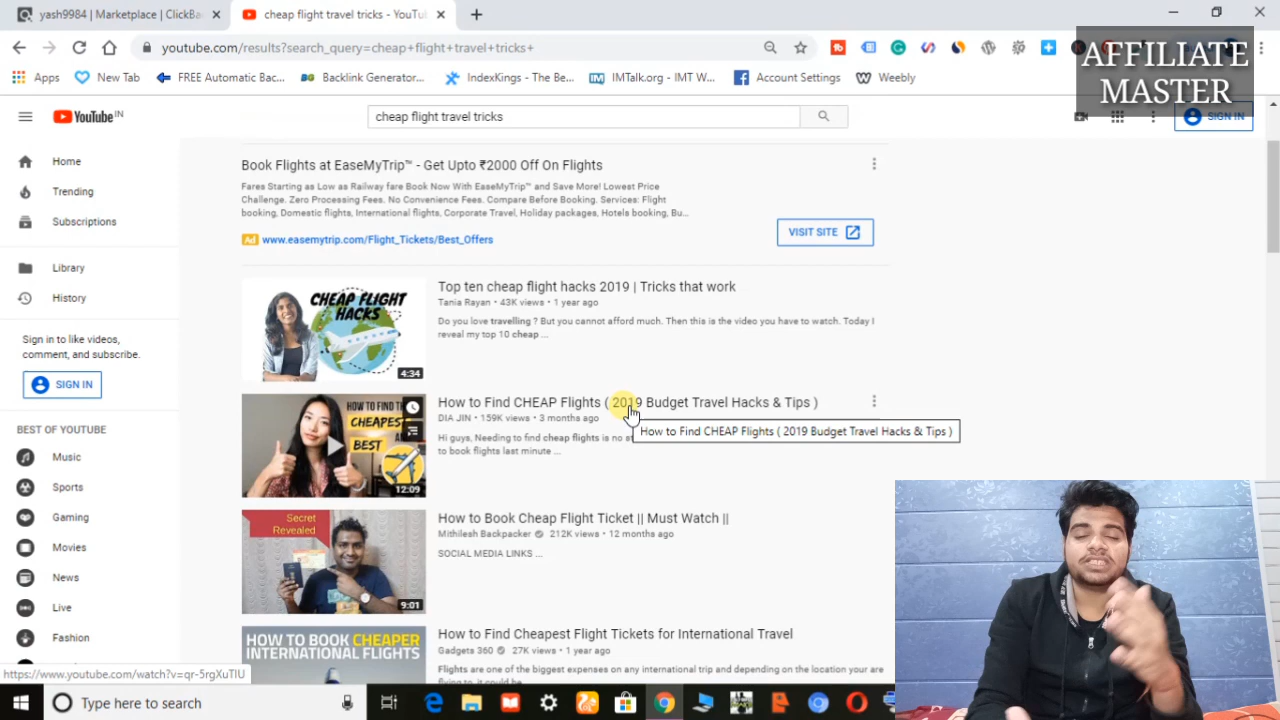 yash9984 | Marketplace | ClickBa
cheap flight travel tricks - YouTu
AFFILIATE
MASTER
youtube.com/results?search_query=cheap+flight+travel+tricks+
Apps
New Tab
FREE Automatic Bac...
Backlink Generator...
IndexKings - The Be...
IMTalk.org - IMT W...
Account Settings
Weebly
YouTube IN
cheap flight travel tricks
SIGN IN
Home
Trending
Subscriptions
Library
History
Sign in to like videos,
comment, and subscribe.
SIGN IN
BEST OF YOUTUBE
Music
Sports
Gaming
Movies
News
Live
Fashion
Book Flights at EaseMyTrip™ - Get Upto ₹2000 Off On Flights
Fares Starting as Low as Railway fare Book Now With EaseMyTrip™ and Save More! Lowest Price
Challenge. Zero Processing Fees. No Convenience Fees. Compare Before Booking. Services: Flight
booking, Domestic flights, International flights, Corporate Travel, Holiday packages, Hotels booking, Bu...
Ad www.easemytrip.com/Flight_Tickets/Best_Offers
VISIT SITE
CHEAP FLIGHT
HACKS
4:34
Top ten cheap flight hacks 2019 | Tricks that work
Tania Rayan • 43K views • 1 year ago
Do you love travelling ? But you cannot afford much. Then this is the video you have to watch. Today I
reveal my top 10 cheap ...
HOW TO FIND TH
CHEAPEST
BEST
12:09
How to Find CHEAP Flights ( 2019 Budget Travel Hacks & Tips )
DIA JIN • 159K views • 3 months ago
Hi guys, Needing to find cheap flights is no s
to book flights last minute ...
How to Find CHEAP Flights ( 2019 Budget Travel Hacks & Tips )
Secret
Revealed
9:01
How to Book Cheap Flight Ticket || Must Watch ||
Mithilesh Backpacker 212K views • 12 months ago
SOCIAL MEDIA LINKS ...
HOW TO BOOK CHEAPER
INTERNATIONAL FLIGHTS
How to Find Cheapest Flight Tickets for International Travel
Gadgets 360 27K views • 1 year ago
Flights are one of the biggest expenses on any international trip and depending on the location your are
flying to, it could be
https://www.youtube.com/watch?v=qr-5rgXuTIU
Type here to search